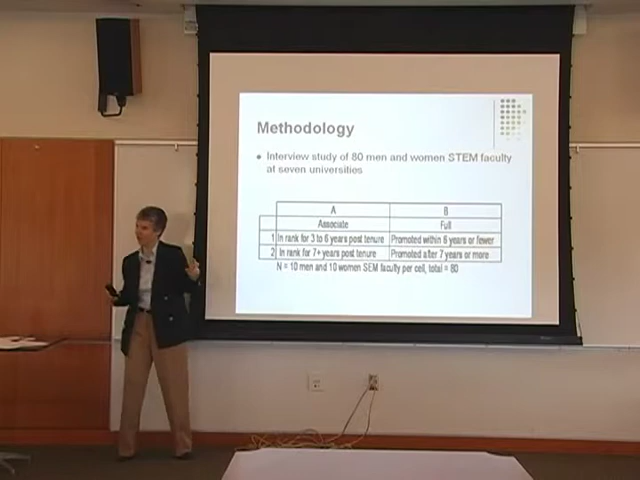 Methodology
Interview study of 80 men and women STEM faculty
at seven universities
A B
Associate Full
1 In rank for 3 to 6 years post tenure Promoted within 6 years or fewer
2 In rank for 7+ years post tenure Promoted after 7 years or more
N = 10 men and 10 women SEM faculty per cell, total = 80